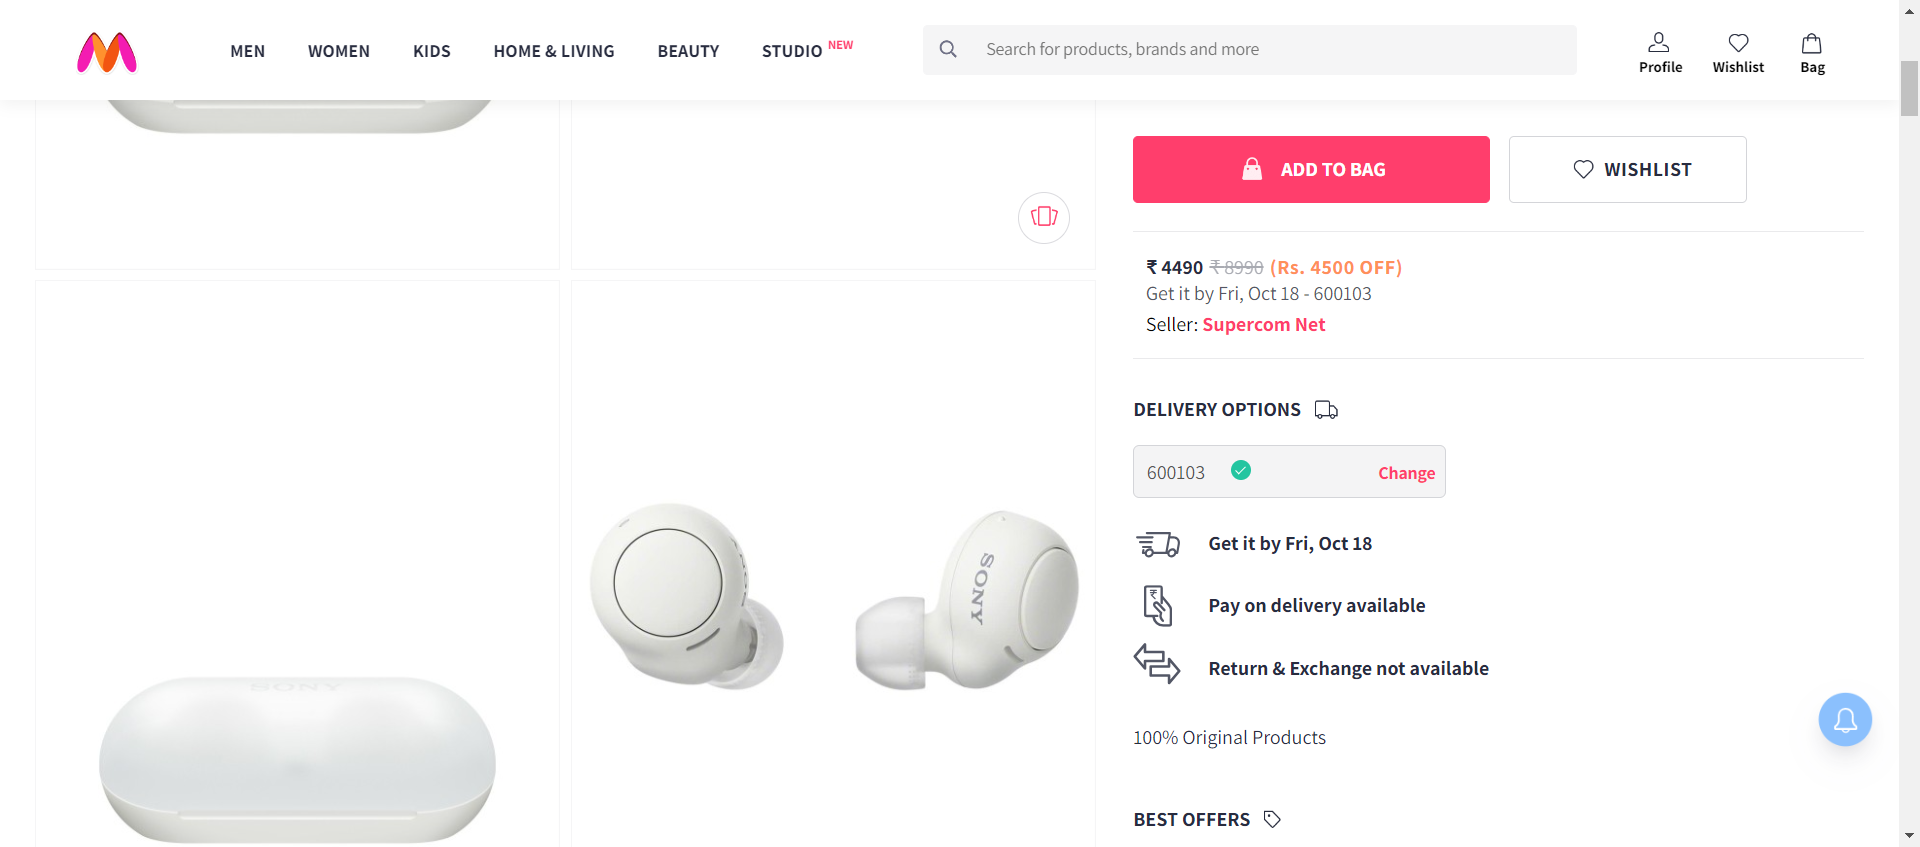 MEN WOMEN KIDS HOME & LIVING BEAUTY STUDIO NEW Search for products, brands and more Profile Wishlist Bag
ADD TO BAG WISHLIST
₹ 4490 ₹ 8990 (Rs. 4500 OFF)
Get it by Fri, Oct 18 - 600103
Seller: Supercom Net
DELIVERY OPTIONS
600103 Change
Get it by Fri, Oct 18
Pay on delivery available
Return & Exchange not available
100% Original Products
BEST OFFERS
SONY
SONY